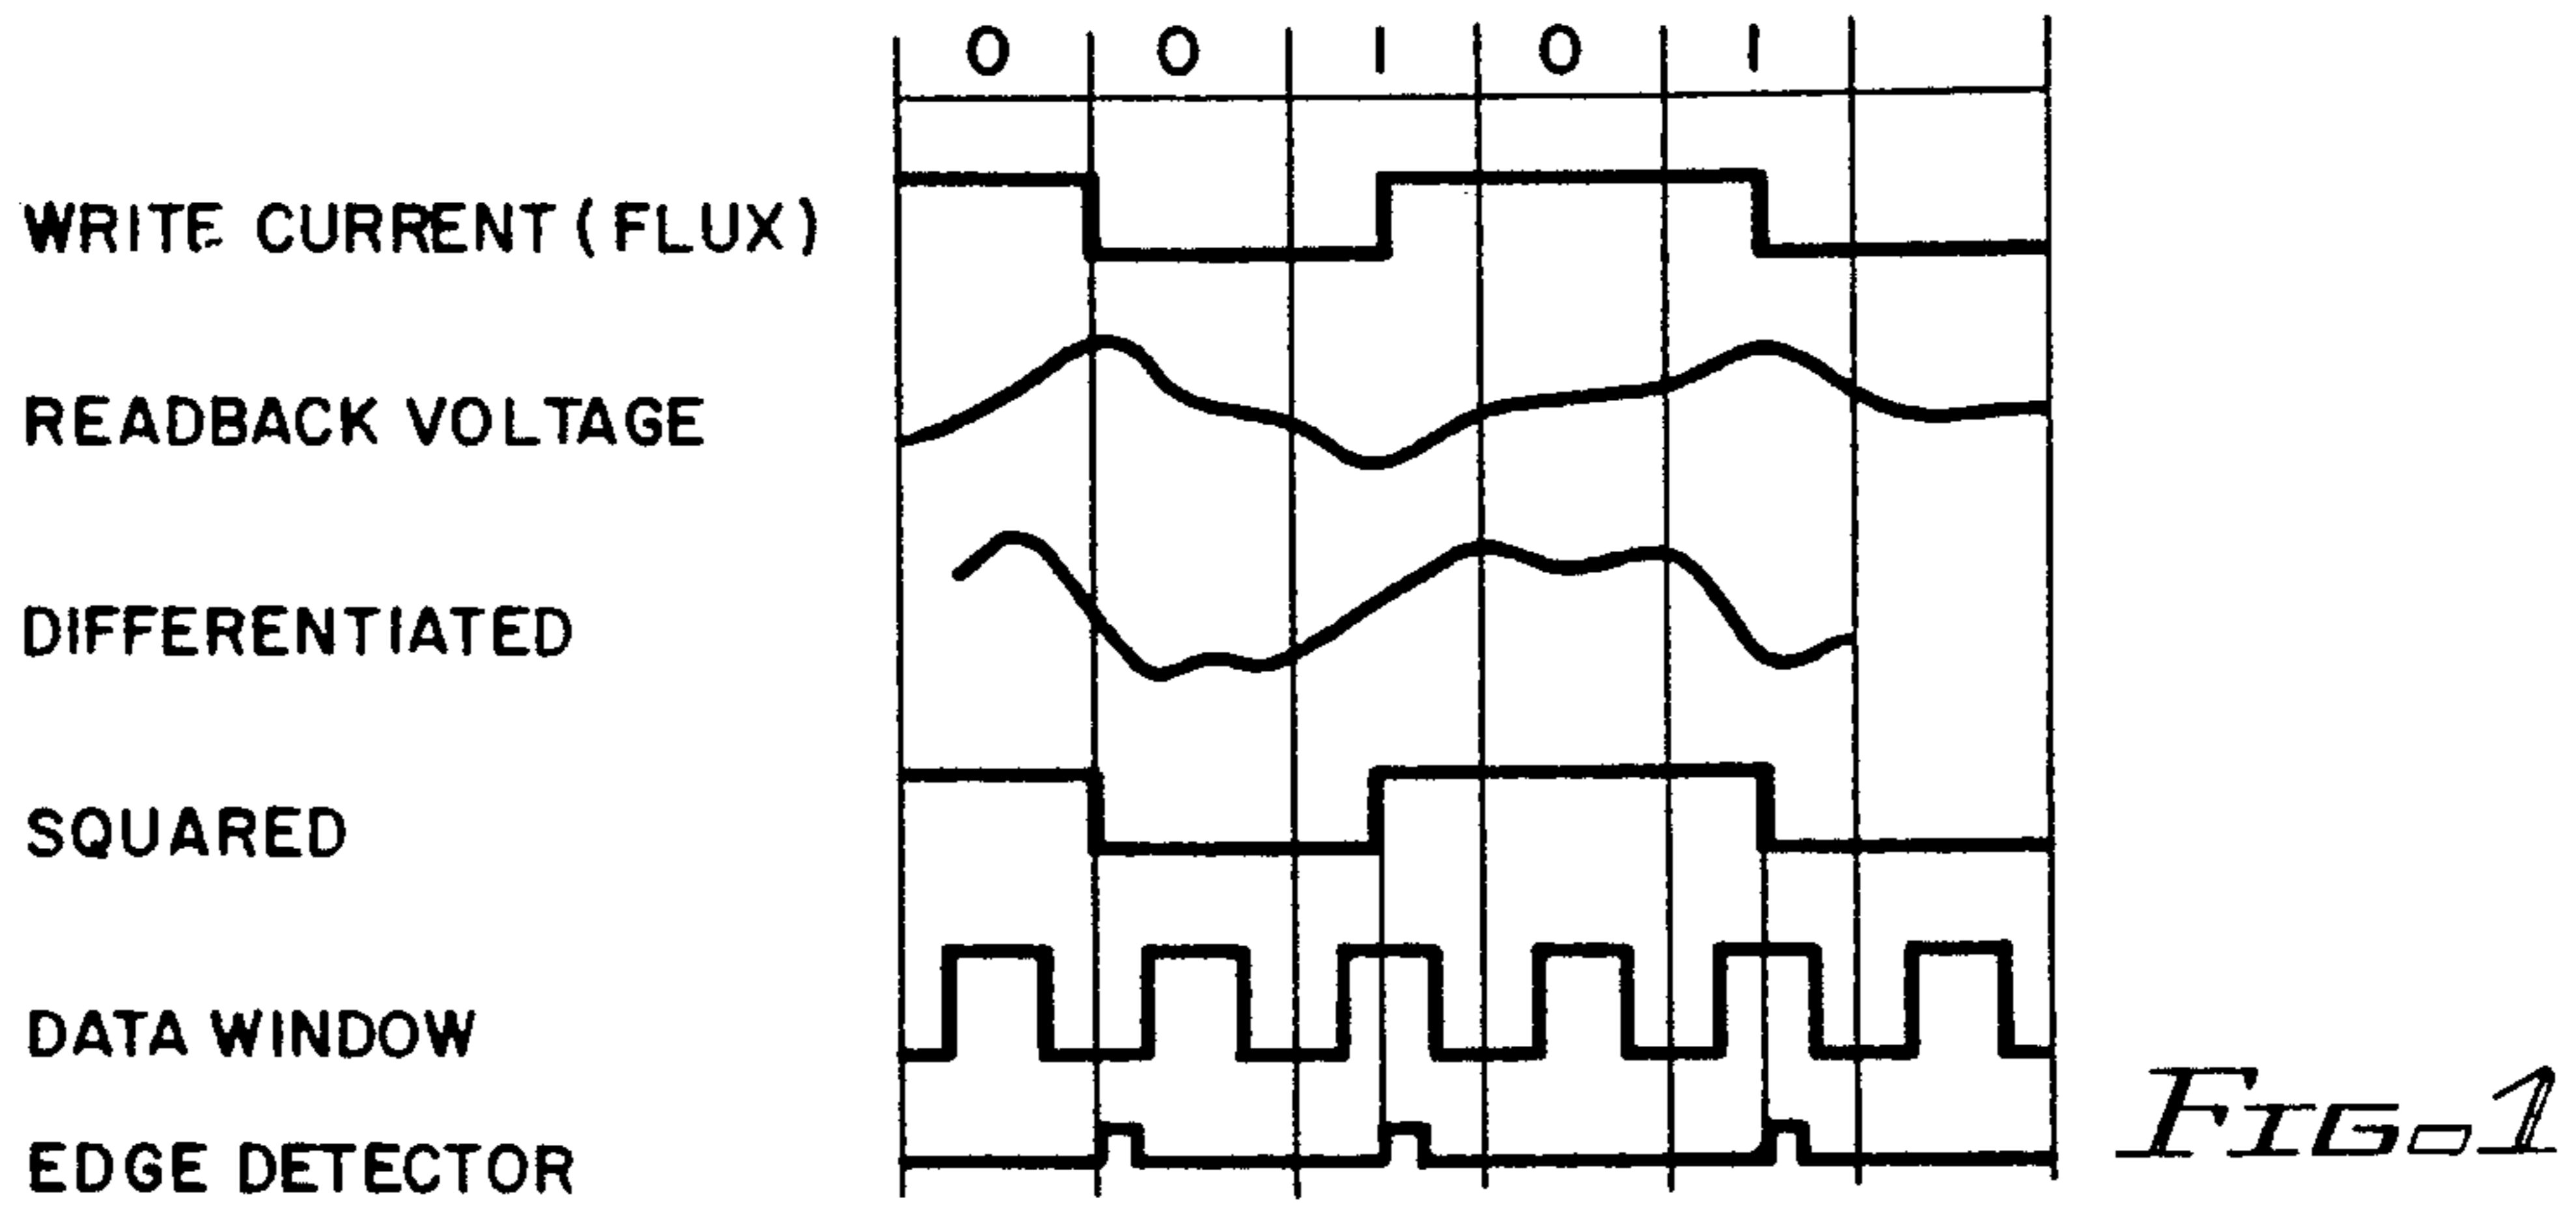 0 0 1 0 1
WRITE CURRENT (FLUX)
READBACK VOLTAGE
DIFFERENTIATED
SQUARED
DATA WINDOW
EDGE DETECTOR
FIG. 1